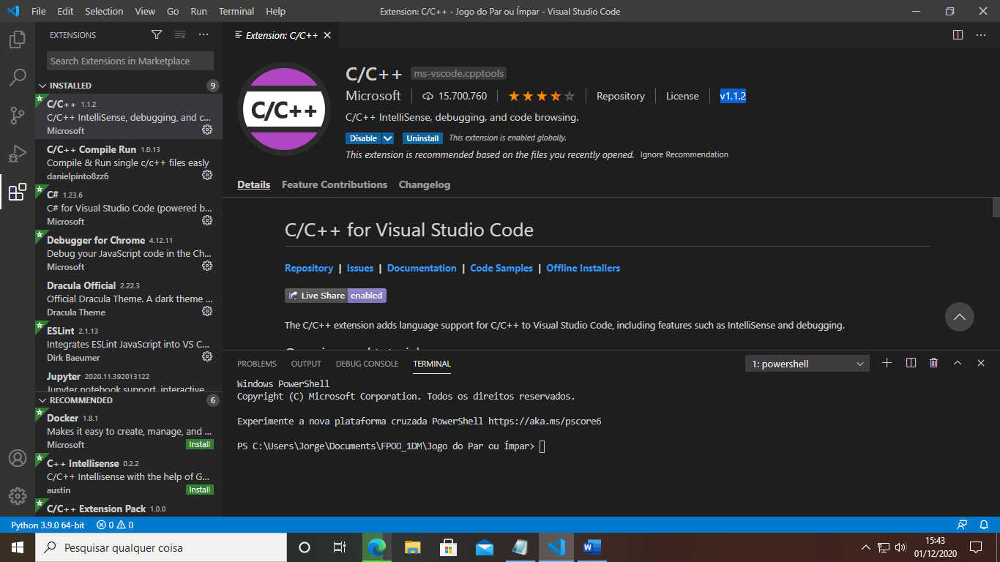 File Edit Selection View Go Run Terminal Help
Extension: C/C++ - Jogo do Par ou Ímpar - Visual Studio Code
EXTENSIONS
Search Extensions in Marketplace
INSTALLED 9
C/C++ 1.1.2
C/C++ IntelliSense, debugging, and c...
Microsoft
C/C++ Compile Run 1.0.13
Compile & Run single c/c++ files easly
danielpinto8zz6
C# 1.23.6
C# for Visual Studio Code (powered b...
Microsoft
Debugger for Chrome 4.12.11
Debug your JavaScript code in the Ch...
Microsoft
Dracula Official 2.22.3
Official Dracula Theme. A dark theme ...
Dracula Theme
ESLint 2.1.13
Integrates ESLint JavaScript into VS C...
Dirk Baeumer
Jupyter 2020.11.392013122
Jupyter notebook support, interactive
RECOMMENDED 6
Docker 1.8.1
Makes it easy to create, manage, and ...
Microsoft Install
C++ Intellisense 0.2.2
C/C++ Intellisense with the help of G...
austin Install
C/C++ Extension Pack 1.0.0
Extension: C/C++
C/C++
C/C++ ms-vscode.cpptools
Microsoft 15.700.760 Repository License v1.1.2
C/C++ IntelliSense, debugging, and code browsing.
Disable Uninstall This extension is enabled globally.
This extension is recommended based on the files you recently opened. Ignore Recommendation
Details Feature Contributions Changelog
C/C++ for Visual Studio Code
Repository | Issues | Documentation | Code Samples | Offline Installers
Live Share enabled
The C/C++ extension adds language support for C/C++ to Visual Studio Code, including features such as IntelliSense and debugging.
PROBLEMS OUTPUT DEBUG CONSOLE TERMINAL 1: powershell
Windows PowerShell
Copyright (C) Microsoft Corporation. Todos os direitos reservados.
Experimente a nova plataforma cruzada PowerShell https://aka.ms/pscore6
PS C:\Users\Jorge\Documents\FPOO_1DM\Jogo do Par ou Ímpar>
Python 3.9.0 64-bit 0 0
Pesquisar qualquer coisa
15:43
01/12/2020